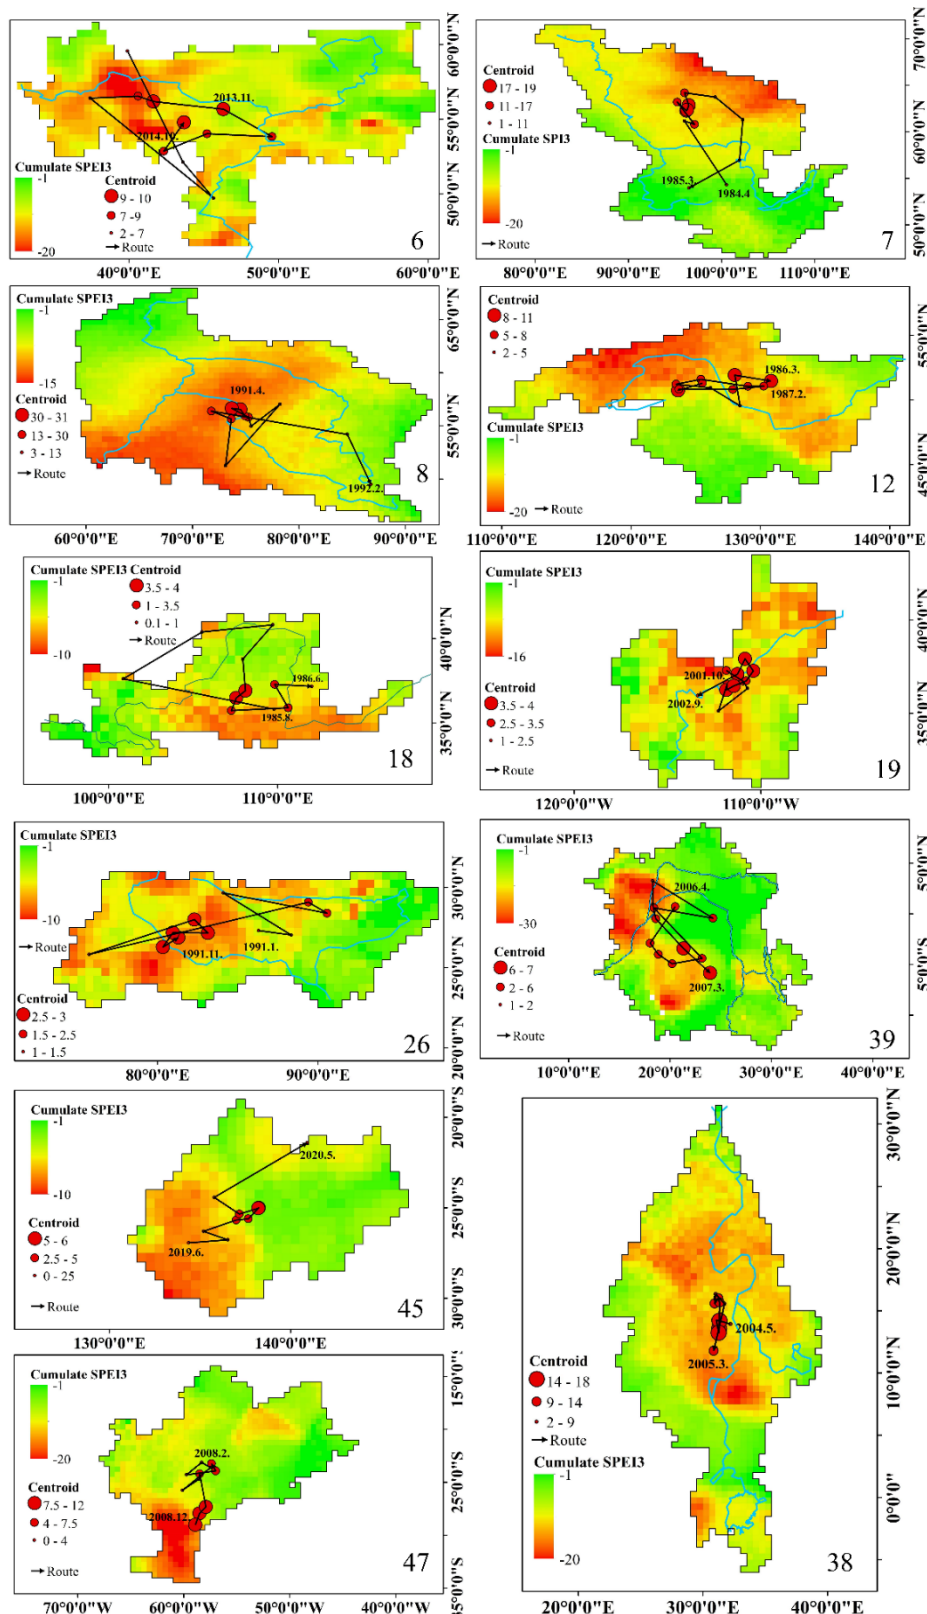 60°0'0"N
55°0'0"N
50°0'0"N
2013.11.
Cumulate SPEI3
-1
-20
Centroid
9 - 10
7 - 9
2 - 7
Route
6
40°0'0"E
50°0'0"E
60°0'0"E
70°0'0"N
60°0'0"N
50°0'0"N
Centroid
17 - 19
11 -17
1 - 11
Cumulate SPI3
-1
-20
1985.3.
1984.4
7
80°0'0"E
90°0'0"E
100°0'0"E
110°0'0"E
Cumulate SPEI3
-1
-15
Centroid
30 - 31
13 - 30
3 - 13
Route
1991.4.
1992.2.
8
65°0'0"N
55°0'0"N
60°0'0"E
70°0'0"E
80°0'0"E
90°0'0"E
Centroid
8 - 11
5 - 8
2 - 5
1986.3.
1987.2.
Cumulate SPEI3
-1
-20
Route
12
55°0'0"N
45°0'0"N
110°0'0"E
120°0'0"E
130°0'0"E
140°0'0"E
Cumulate SPEI3
-1
-10
Centroid
3.5 - 4
1 - 3.5
0.1 - 1
Route
1986.6.
1985.8.
18
40°0'0"N
35°0'0"N
100°0'0"E
110°0'0"E
Cumulate SPEI3
-1
-16
2001.10.
2002.9.
Centroid
3.5 - 4
2.5 - 3.5
1 - 2.5
Route
19
40°0'0"N
35°0'0"N
120°0'0"W
110°0'0"W
Cumulate SPEI3
-1
-10
Route
Centroid
2.5 - 3
1.5 - 2.5
1 - 1.5
1991.1.
1991.11.
26
30°0'0"N
25°0'0"N
20°0'0"N
80°0'0"E
90°0'0"E
Cumulate SPEI3
-1
-30
2006.4.
2007.3.
6 - 7
2 - 6
1 - 2
Route
39
5°0'0"N
5°0'0"N
10°0'0"E
20°0'0"E
30°0'0"E
40°0'0"E
Cumulate SPEI3
-1
-10
Centroid
5 - 6
2.5 - 5
0 - 25
Route
2020.5.
2019.6.
45
20°0'0"S
25°0'0"S
30°0'0"S
130°0'0"E
140°0'0"E
Cumulate SPEI3
-1
-20
Centroid
7.5 - 12
4 - 7.5
0 - 4
Route
2008.2.
2008.12.
47
15°0'0"S
25°0'0"S
35°0'0"S
70°0'0"W
60°0'0"W
50°0'0"W
40°0'0"W
2004.5.
2005.3.
Centroid
14 - 18
9 - 14
2 - 9
Route
Cumulate SPEI3
-1
-20
38
30°0'0"N
20°0'0"N
10°0'0"N
0°0'0"
20°0'0"E
30°0'0"E
40°0'0"E